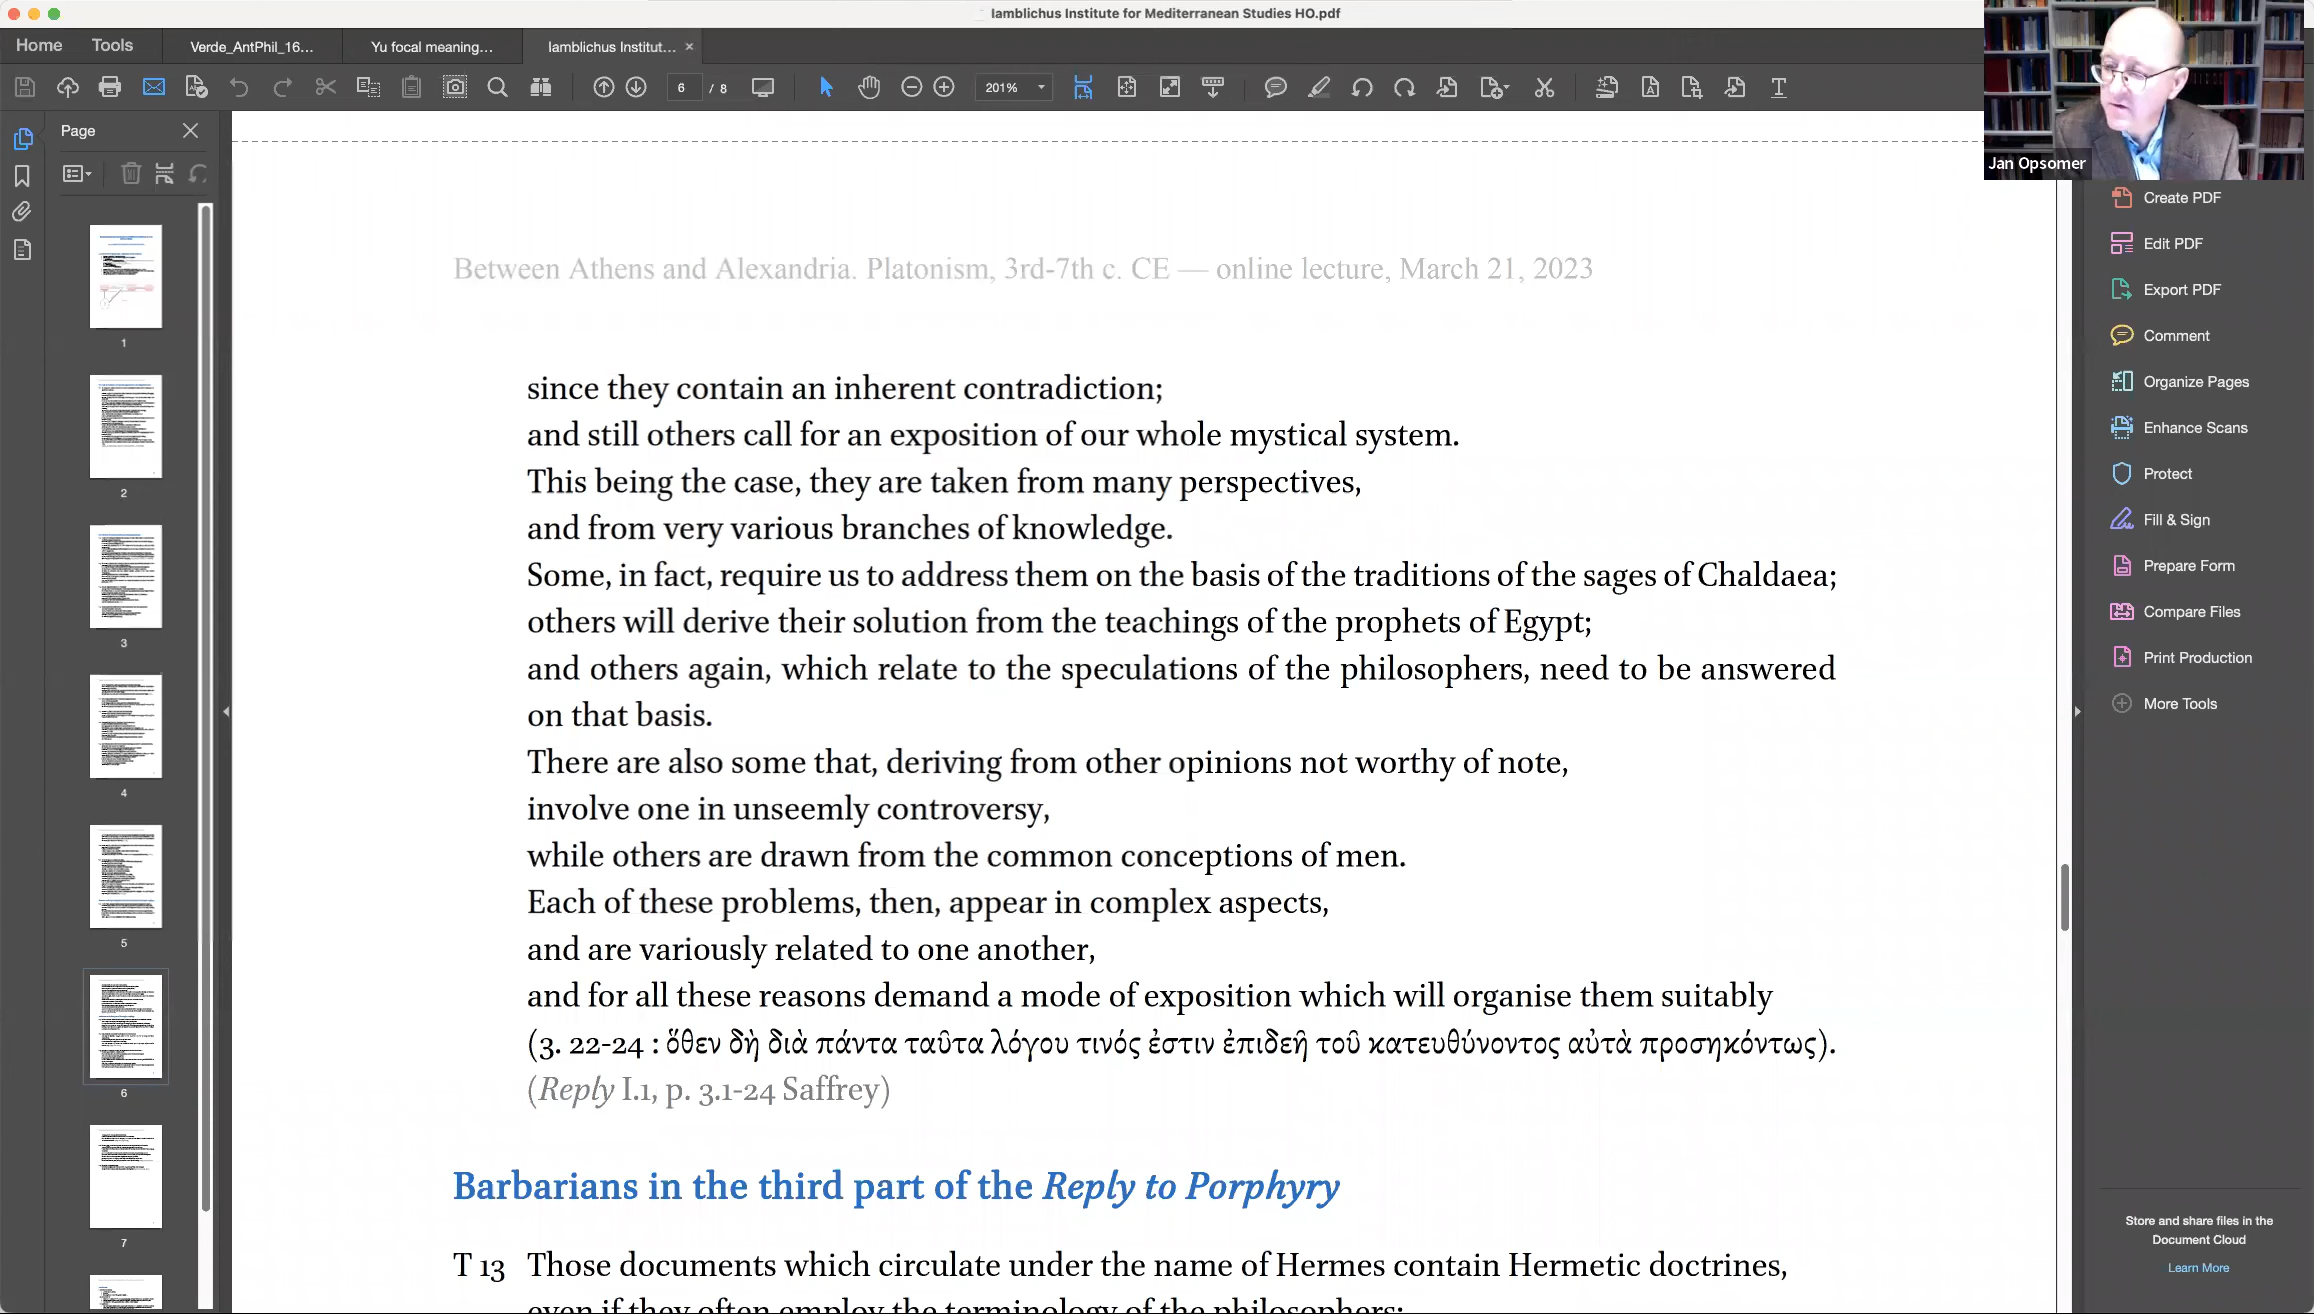 Iamblichus Institute for Mediterranean Studies HO.pdf
Home
Tools
Verde_AntPhil_16...
Yu focal meaning...
Iamblichus Institut... ×
6 / 8
201%
Jan Opsomer
Page
1
2
3
4
5
6
7
Between Athens and Alexandria. Platonism, 3rd-7th c. CE — online lecture, March 21, 2023
since they contain an inherent contradiction;
and still others call for an exposition of our whole mystical system.
This being the case, they are taken from many perspectives,
and from very various branches of knowledge.
Some, in fact, require us to address them on the basis of the traditions of the sages of Chaldaea;
others will derive their solution from the teachings of the prophets of Egypt;
and others again, which relate to the speculations of the philosophers, need to be answered
on that basis.
There are also some that, deriving from other opinions not worthy of note,
involve one in unseemly controversy,
while others are drawn from the common conceptions of men.
Each of these problems, then, appear in complex aspects,
and are variously related to one another,
and for all these reasons demand a mode of exposition which will organise them suitably
(3. 22-24 : ὅθεν δὴ διὰ πάντα ταῦτα λόγου τινός ἐστιν ἐπιδεῆ τοῦ κατευθύνοντος αὐτὰ προσηκόντως).
(Reply I.1, p. 3.1-24 Saffrey)
Barbarians in the third part of the Reply to Porphyry
T 13 Those documents which circulate under the name of Hermes contain Hermetic doctrines,
even if they often employ the terminology of the philosophers;
Create PDF
Edit PDF
Export PDF
Comment
Organize Pages
Enhance Scans
Protect
Fill & Sign
Prepare Form
Compare Files
Print Production
More Tools
Store and share files in the
Document Cloud
Learn More